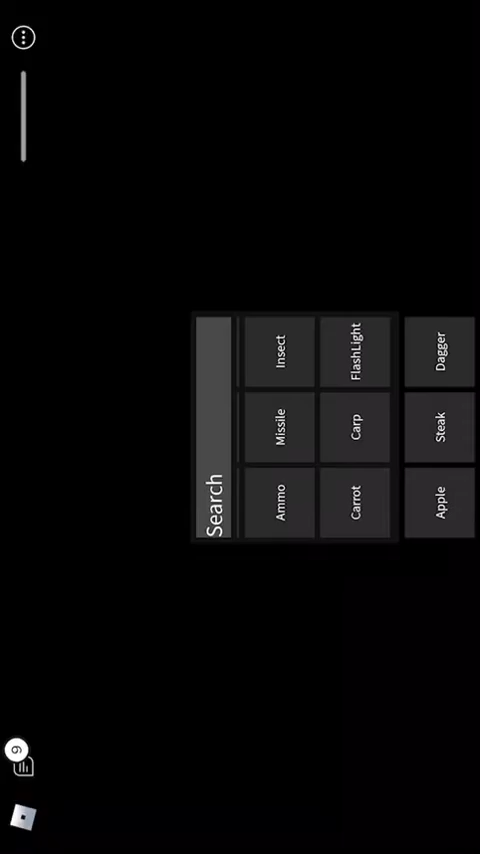 9
Search
Ammo Missile Insect
Carrot Carp FlashLight
Apple Steak Dagger